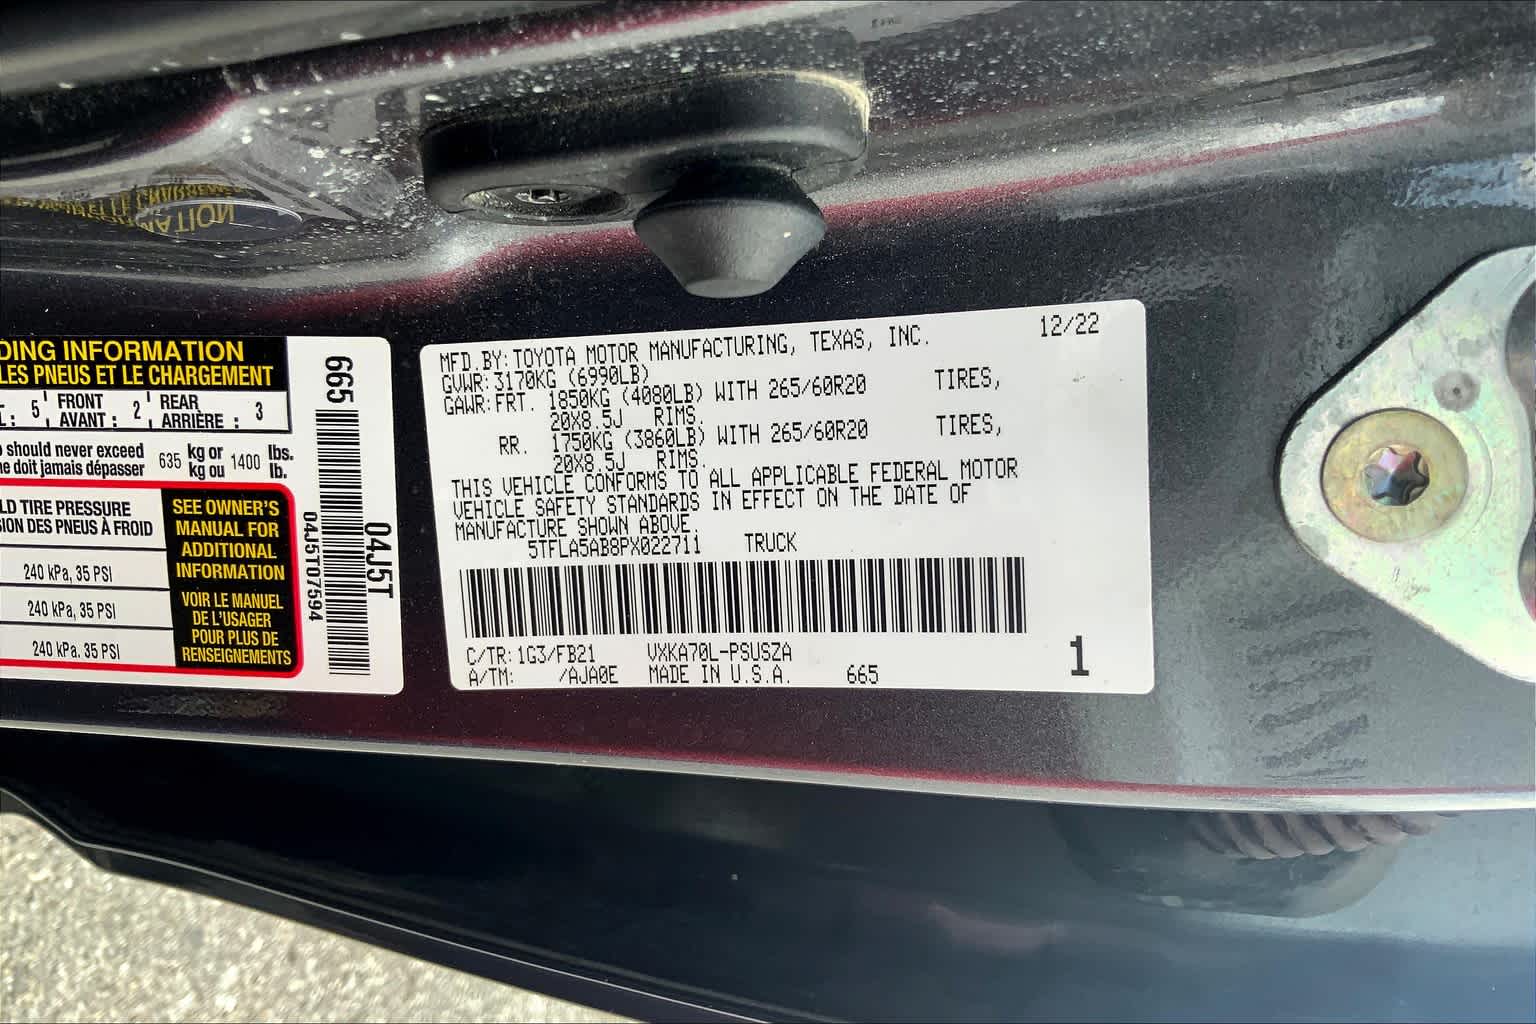 DING INFORMATION
LES PNEUS ET LE CHARGEMENT
5 FRONT AVANT : 2 REAR ARRIÈRE : 3
should never exceed
ne doit jamais dépasser
635 kg or kg ou 1400 lbs. lb.
LD TIRE PRESSURE
SION DES PNEUS À FROID
240 kPa, 35 PSI
240 kPa, 35 PSI
240 kPa. 35 PSI
SEE OWNER'S
MANUAL FOR
ADDITIONAL
INFORMATION
VOIR LE MANUEL
DE L'USAGER
POUR PLUS DE
RENSEIGNEMENTS
665
04J5T07594
04J5T
MFD.BY:TOYOTA MOTOR MANUFACTURING, TEXAS, INC. 12/22
GVWR:3170KG (6990LB)
GAWR:FRT. 1850KG (4080LB) WITH 265/60R20 TIRES,
20X8.5J RIMS.
RR. 1750KG (3860LB) WITH 265/60R20 TIRES,
20X8.5J RIMS.
THIS VEHICLE CONFORMS TO ALL APPLICABLE FEDERAL MOTOR
VEHICLE SAFETY STANDARDS IN EFFECT ON THE DATE OF
MANUFACTURE SHOWN ABOVE.
5TFLA5AB8PX022711 TRUCK
C/TR:1G3/FB21 VXKA70L-PSUSZA
A/TM: /AJA0E MADE IN U.S.A. 665
1